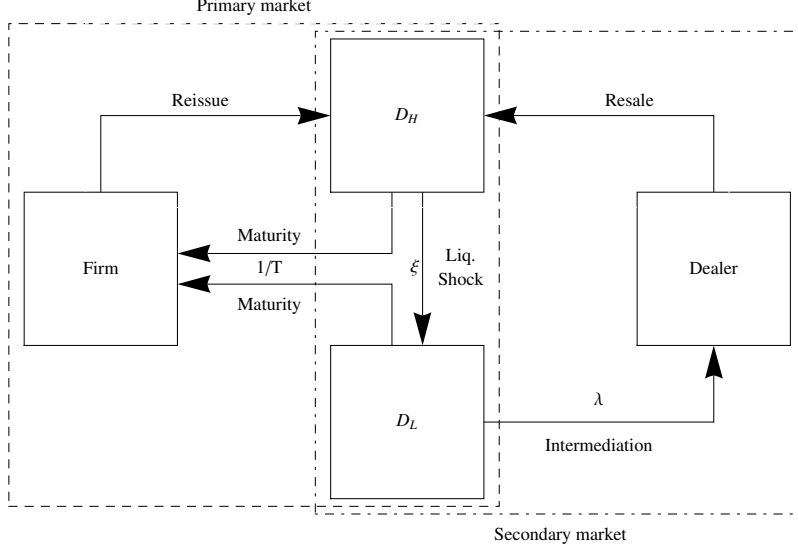 Primary market
Reissue
D_H
Resale
Firm
Maturity
1/T
Maturity
ξ
Liq.
Shock
Dealer
D_L
λ
Intermediation
Secondary market